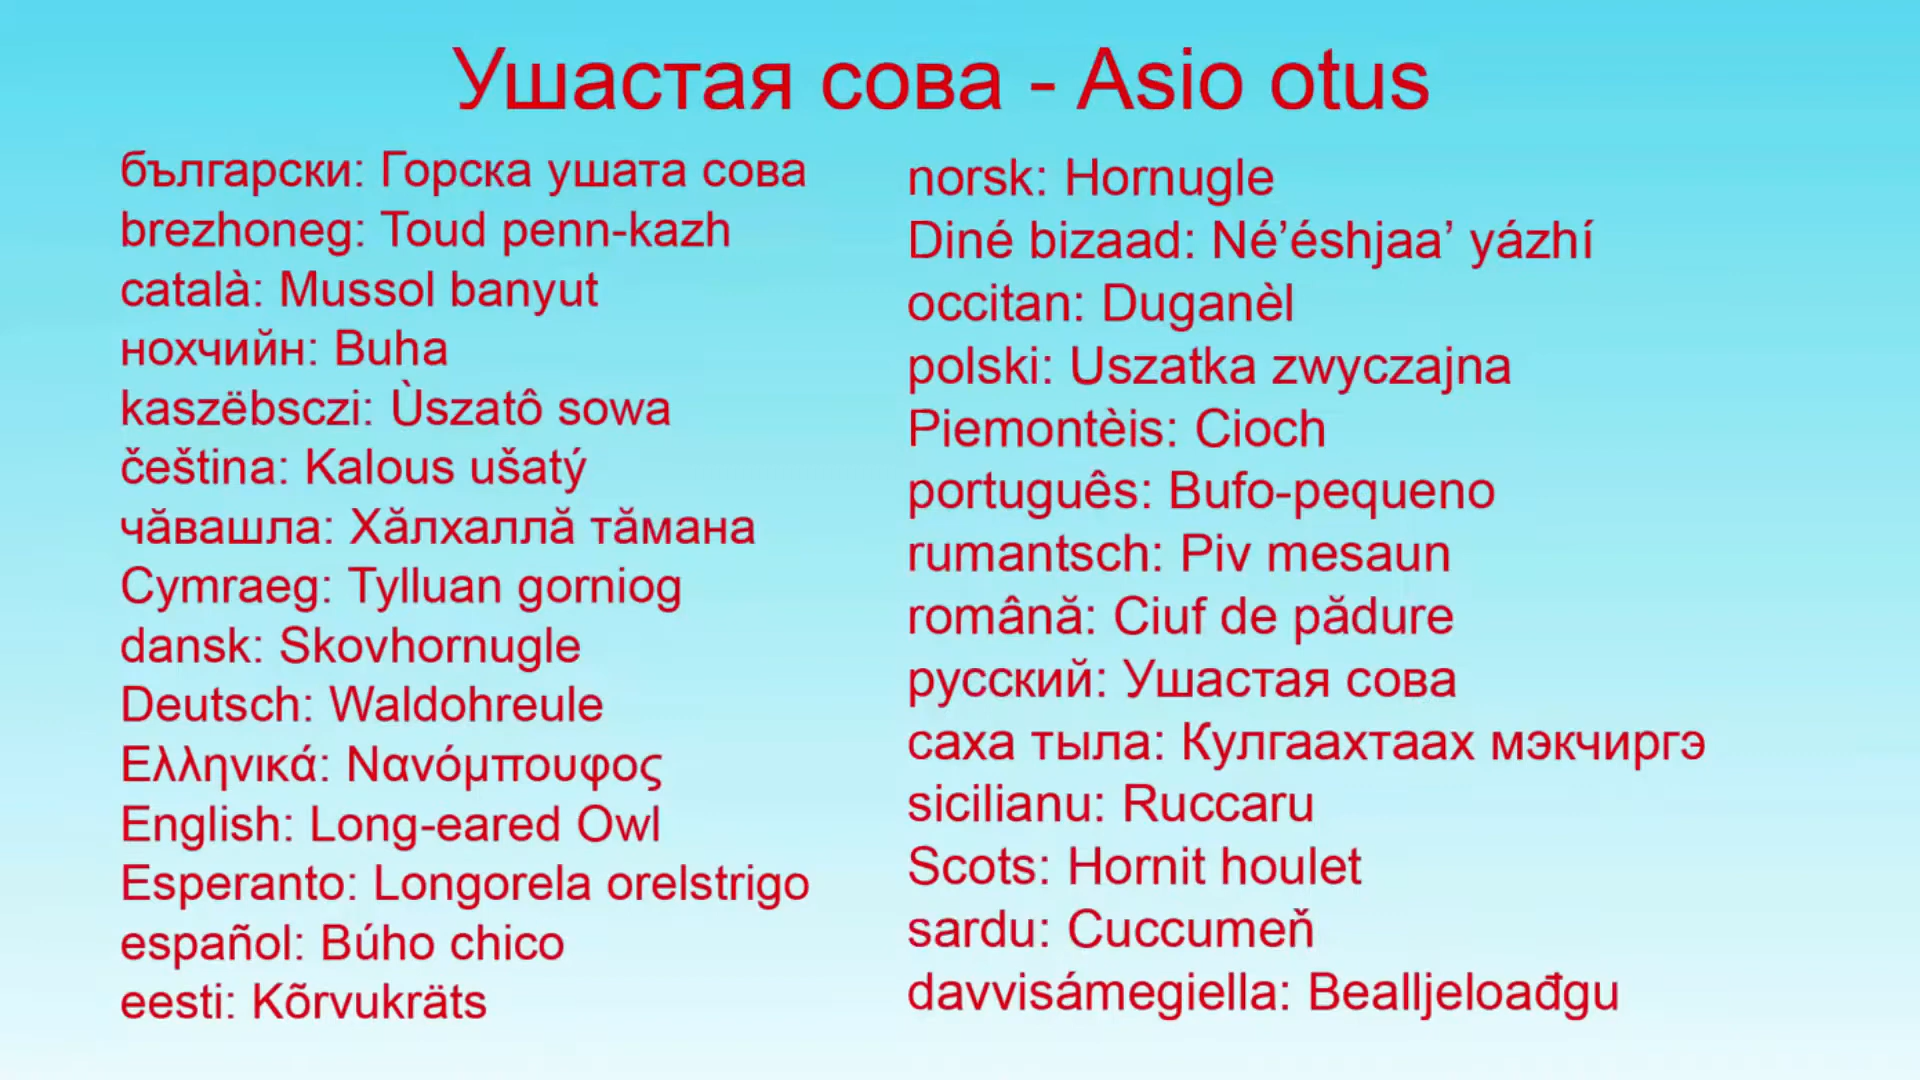 Ушастая сова - Asio otus
български: Горска ушата сова
brezhoneg: Toud penn-kazh
català: Mussol banyut
нохчийн: Buha
kaszëbsczi: Ùszatô sowa
čeština: Kalous ušatý
чӑвашла: Хӑлхаллӑ тӑмана
Cymraeg: Tylluan gorniog
dansk: Skovhornugle
Deutsch: Waldohreule
Ελληνικά: Νανόμπουφος
English: Long-eared Owl
Esperanto: Longorela orelstrigo
español: Búho chico
eesti: Kõrvukräts
norsk: Hornugle
Diné bizaad: Né’éshjaa’ yázhí
occitan: Duganèl
polski: Uszatka zwyczajna
Piemontèis: Cioch
português: Bufo-pequeno
rumantsch: Piv mesaun
română: Ciuf de pădure
русский: Ушастая сова
саха тыла: Кулгаахтаах мэкчиргэ
sicilianu: Ruccaru
Scots: Hornit houlet
sardu: Cuccumeň
davvisámegiella: Bealljeloađgu